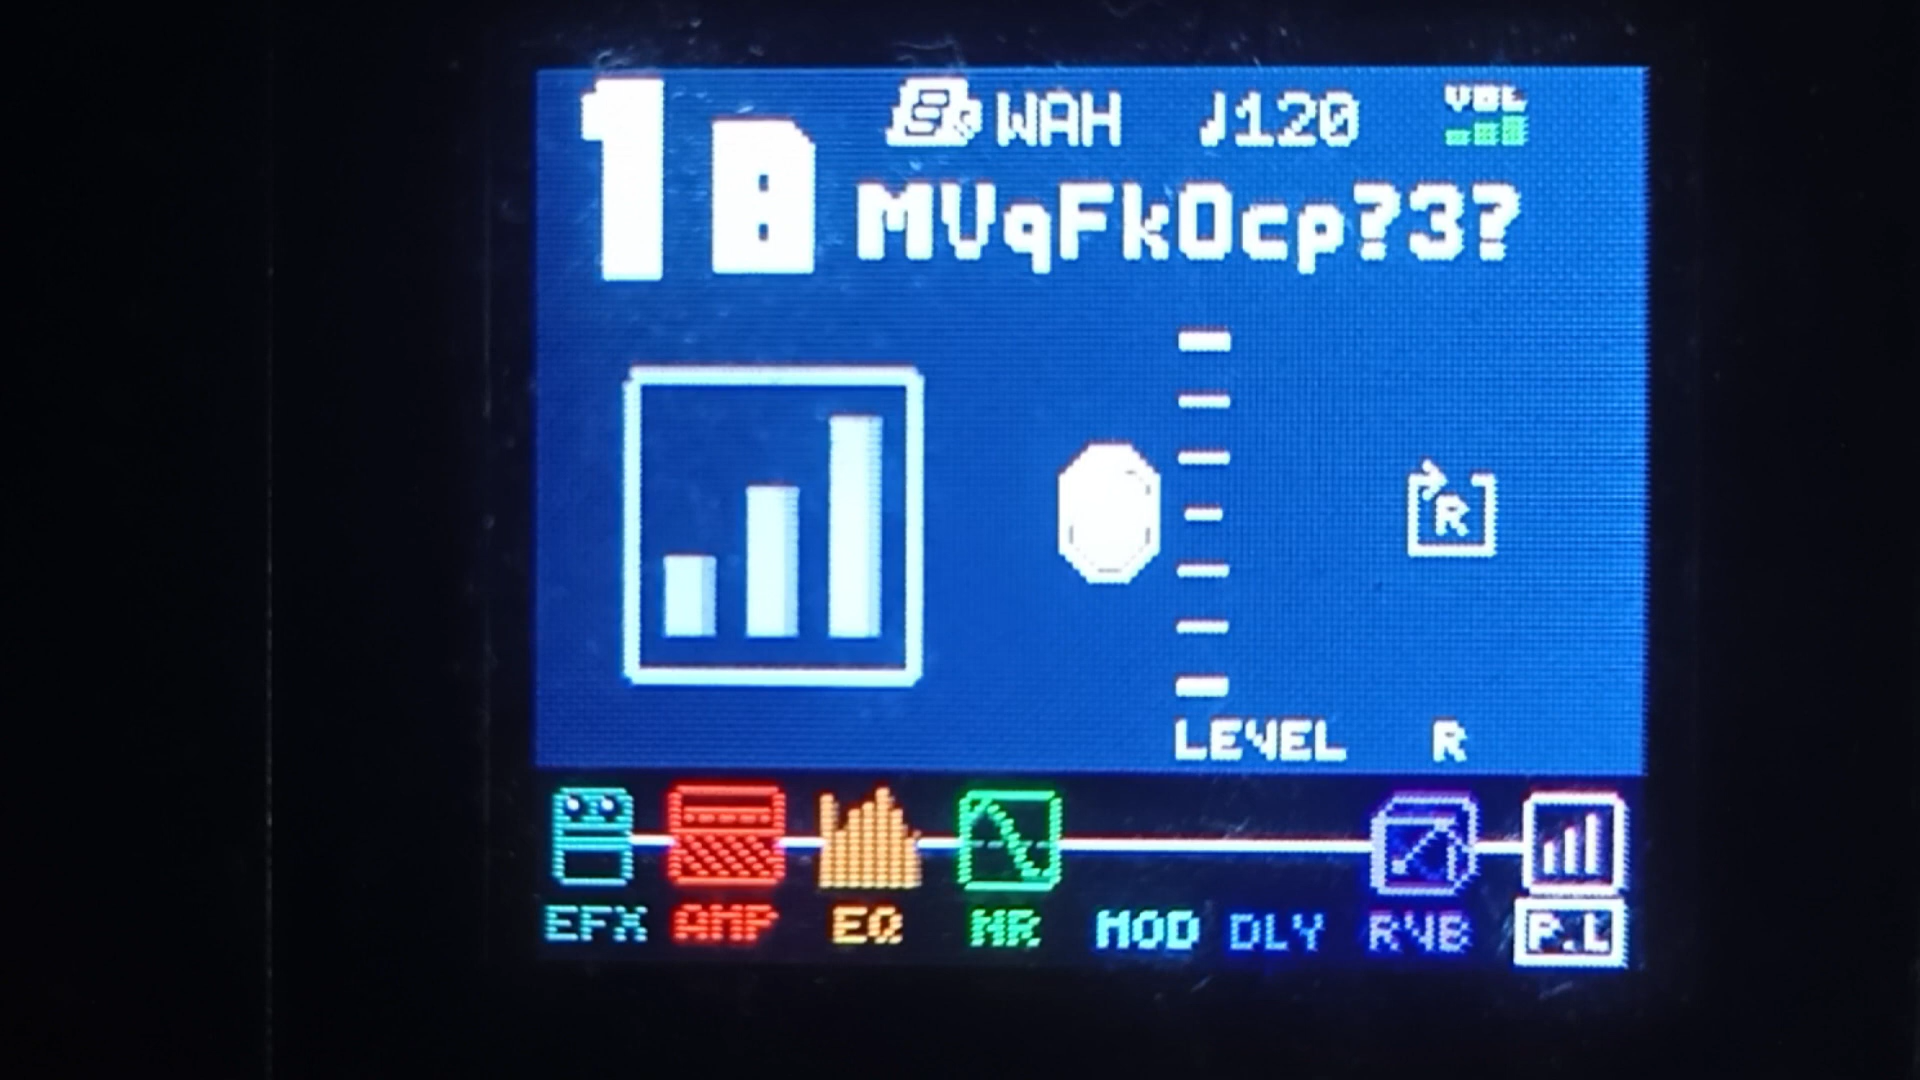 1B WAH ♩120 VOL
MVqFkOcp?3?
R
LEVEL R
EFX AMP EQ NR MOD DLY RVB P.L